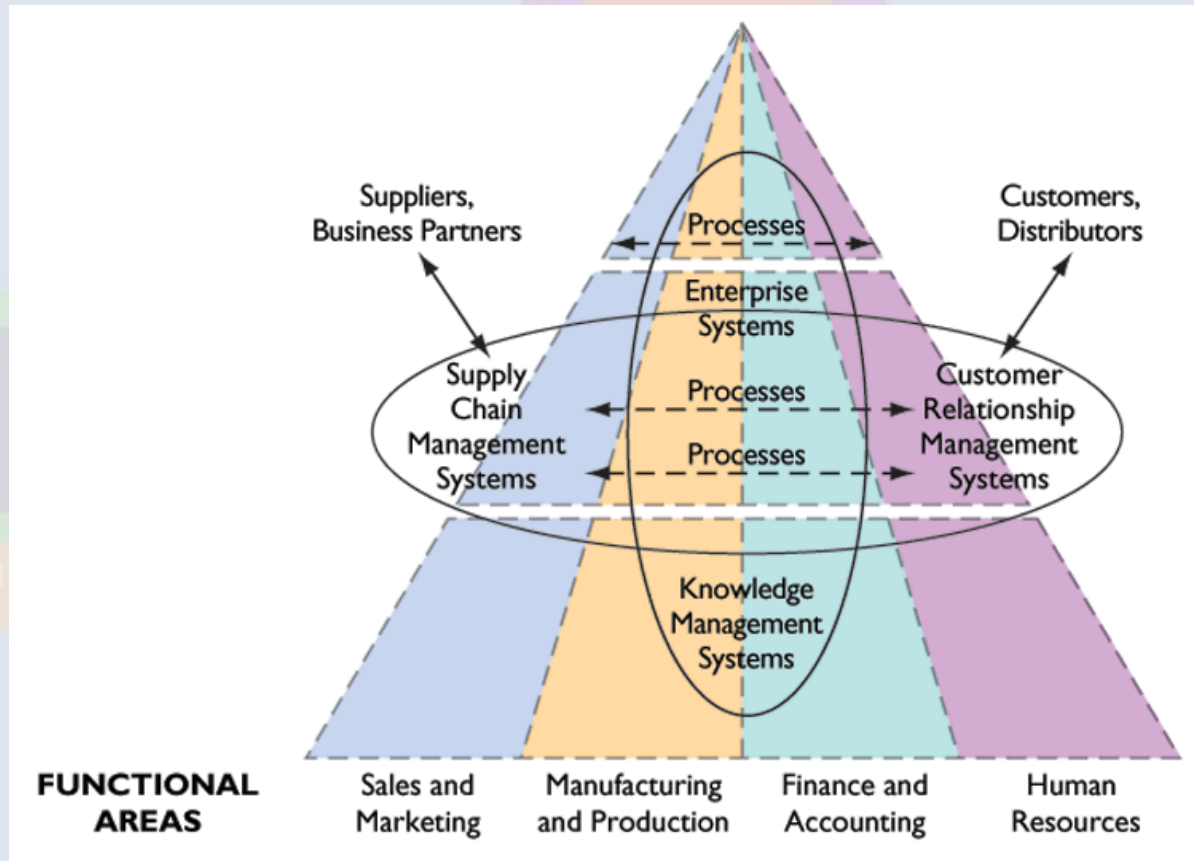 Suppliers,
Business Partners
Customers,
Distributors
Processes
Enterprise
Systems
Supply
Chain
Management
Systems
Processes
Processes
Customer
Relationship
Management
Systems
Knowledge
Management
Systems
FUNCTIONAL
AREAS
Sales and
Marketing
Manufacturing
and Production
Finance and
Accounting
Human
Resources